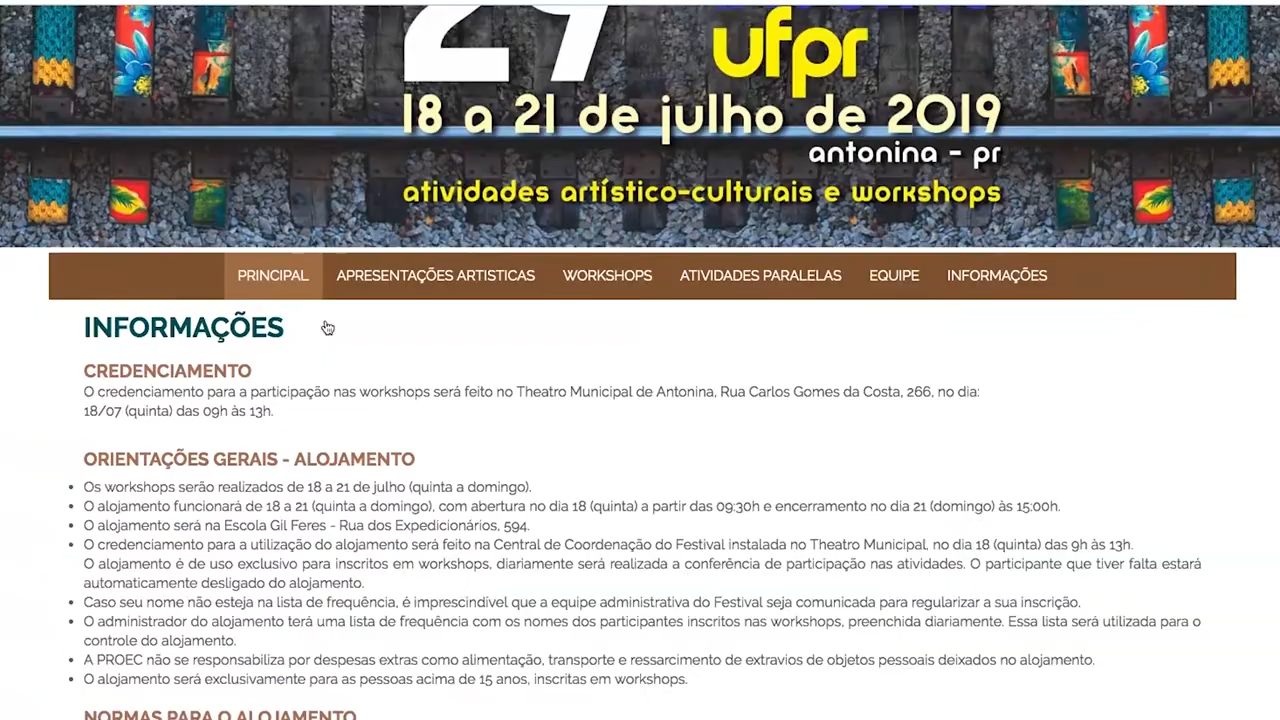 29
ufpr
18 a 21 de julho de 2019
antonina - pr
atividades artístico-culturais e workshops
PRINCIPAL APRESENTAÇÕES ARTISTICAS WORKSHOPS ATIVIDADES PARALELAS EQUIPE INFORMAÇÕES
INFORMAÇÕES
CREDENCIAMENTO
O credenciamento para a participação nas workshops será feito no Theatro Municipal de Antonina, Rua Carlos Gomes da Costa, 266, no dia:
18/07 (quinta) das 09h às 13h.
ORIENTAÇÕES GERAIS - ALOJAMENTO
• Os workshops serão realizados de 18 a 21 de julho (quinta a domingo).
• O alojamento funcionará de 18 a 21 (quinta a domingo), com abertura no dia 18 (quinta) a partir das 09:30h e encerramento no dia 21 (domingo) às 15:00h.
• O alojamento será na Escola Gil Feres - Rua dos Expedicionários, 594.
• O credenciamento para a utilização do alojamento será feito na Central de Coordenação do Festival instalada no Theatro Municipal, no dia 18 (quinta) das 9h às 13h.
O alojamento é de uso exclusivo para inscritos em workshops, diariamente será realizada a conferência de participação nas atividades. O participante que tiver falta estará
automaticamente desligado do alojamento.
• Caso seu nome não esteja na lista de frequência, é imprescindível que a equipe administrativa do Festival seja comunicada para regularizar a sua inscrição.
• O administrador do alojamento terá uma lista de frequência com os nomes dos participantes inscritos nas workshops, preenchida diariamente. Essa lista será utilizada para o
controle do alojamento.
• A PROEC não se responsabiliza por despesas extras como alimentação, transporte e ressarcimento de extravios de objetos pessoais deixados no alojamento.
• O alojamento será exclusivamente para as pessoas acima de 15 anos, inscritas em workshops.
NORMAS PARA O ALOJAMENTO